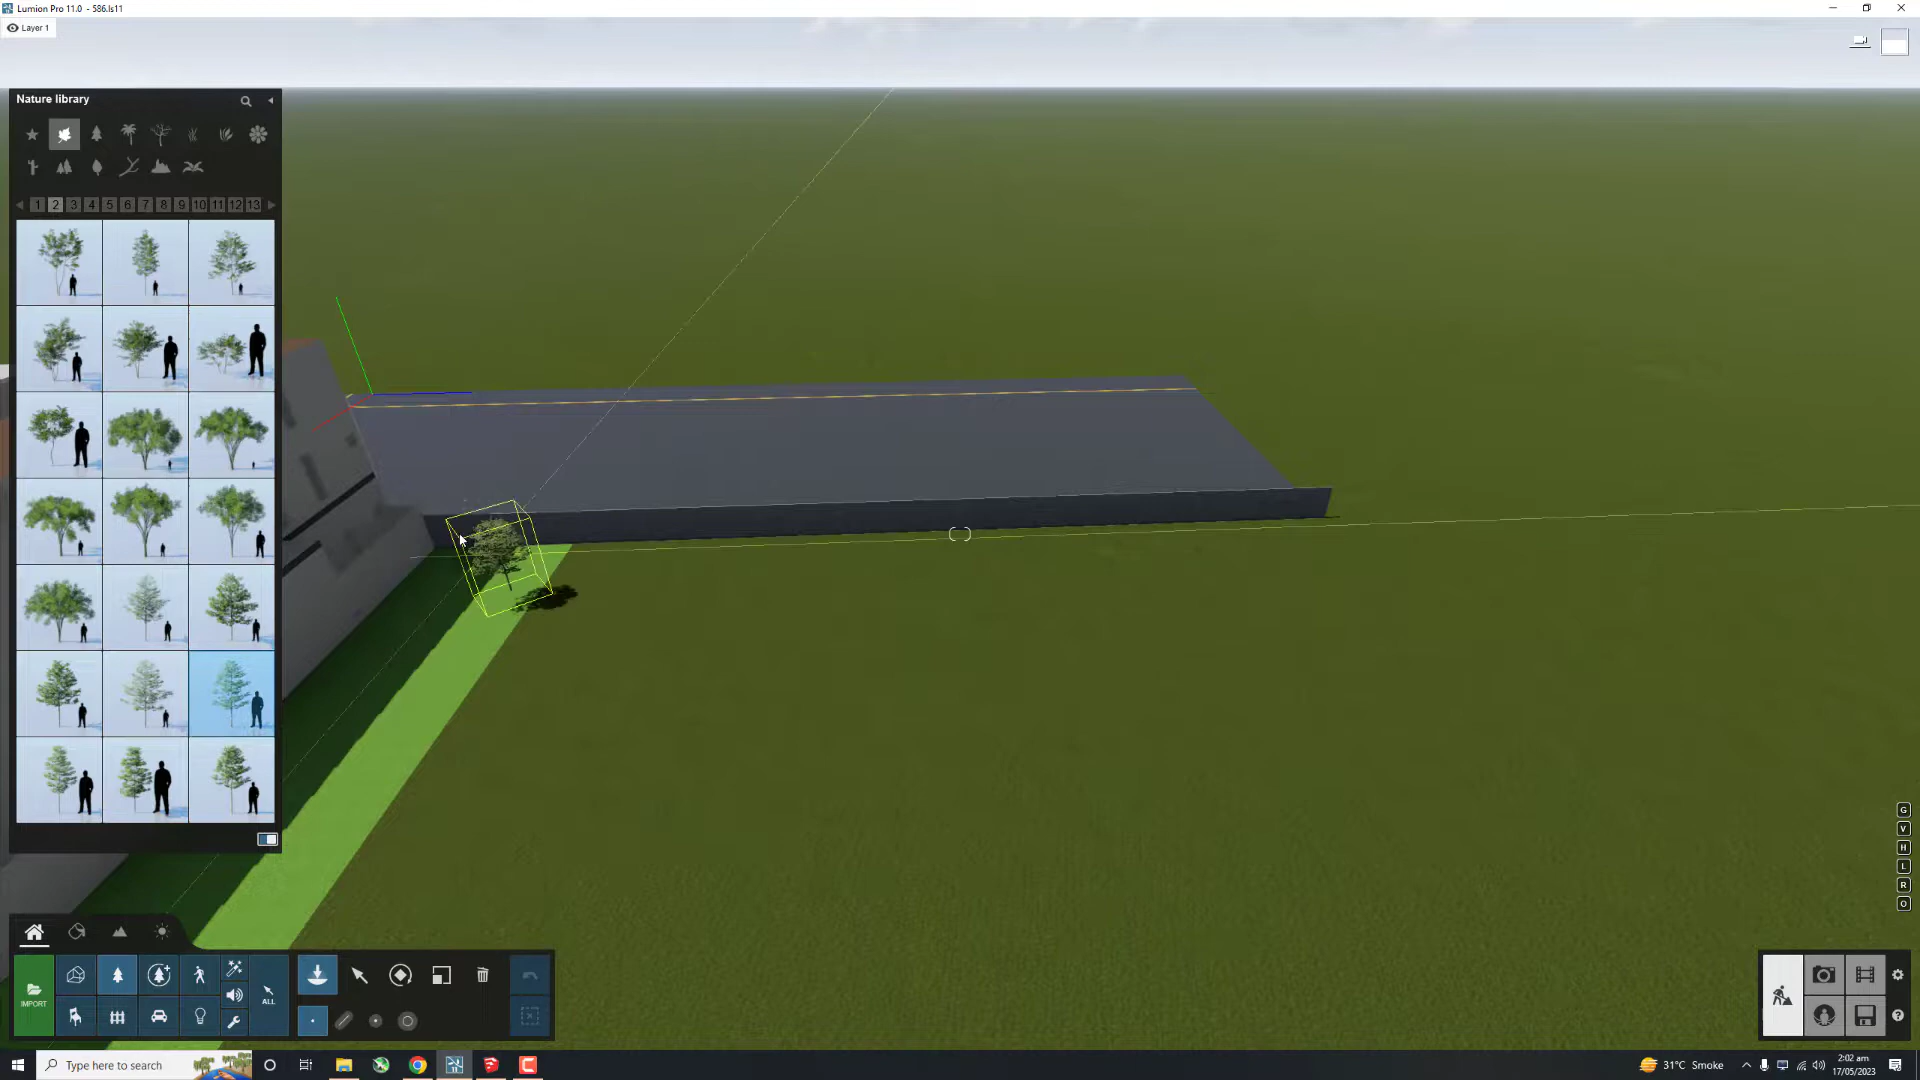 Lumion Pro 11.0 - 586.ls11
Layer 1
Nature library
1 2 3 4 5 6 7 8 9 10 11 12 13
G
V
H
L
R
O
IMPORT
ALL
?
Type here to search
31°C Smoke
2:02 am
17/05/2023